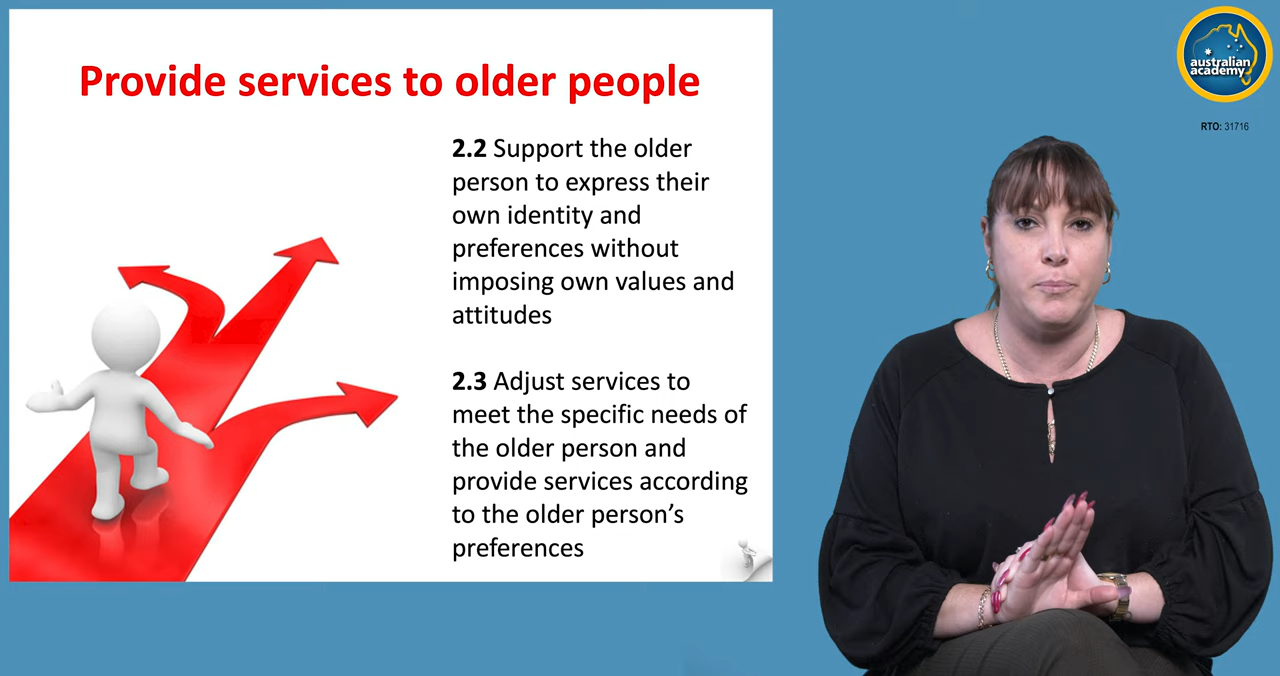 Provide services to older people
2.2 Support the older
person to express their
own identity and
preferences without
imposing own values and
attitudes
2.3 Adjust services to
meet the specific needs of
the older person and
provide services according
to the older person’s
preferences
australian
academy
RTO: 31716